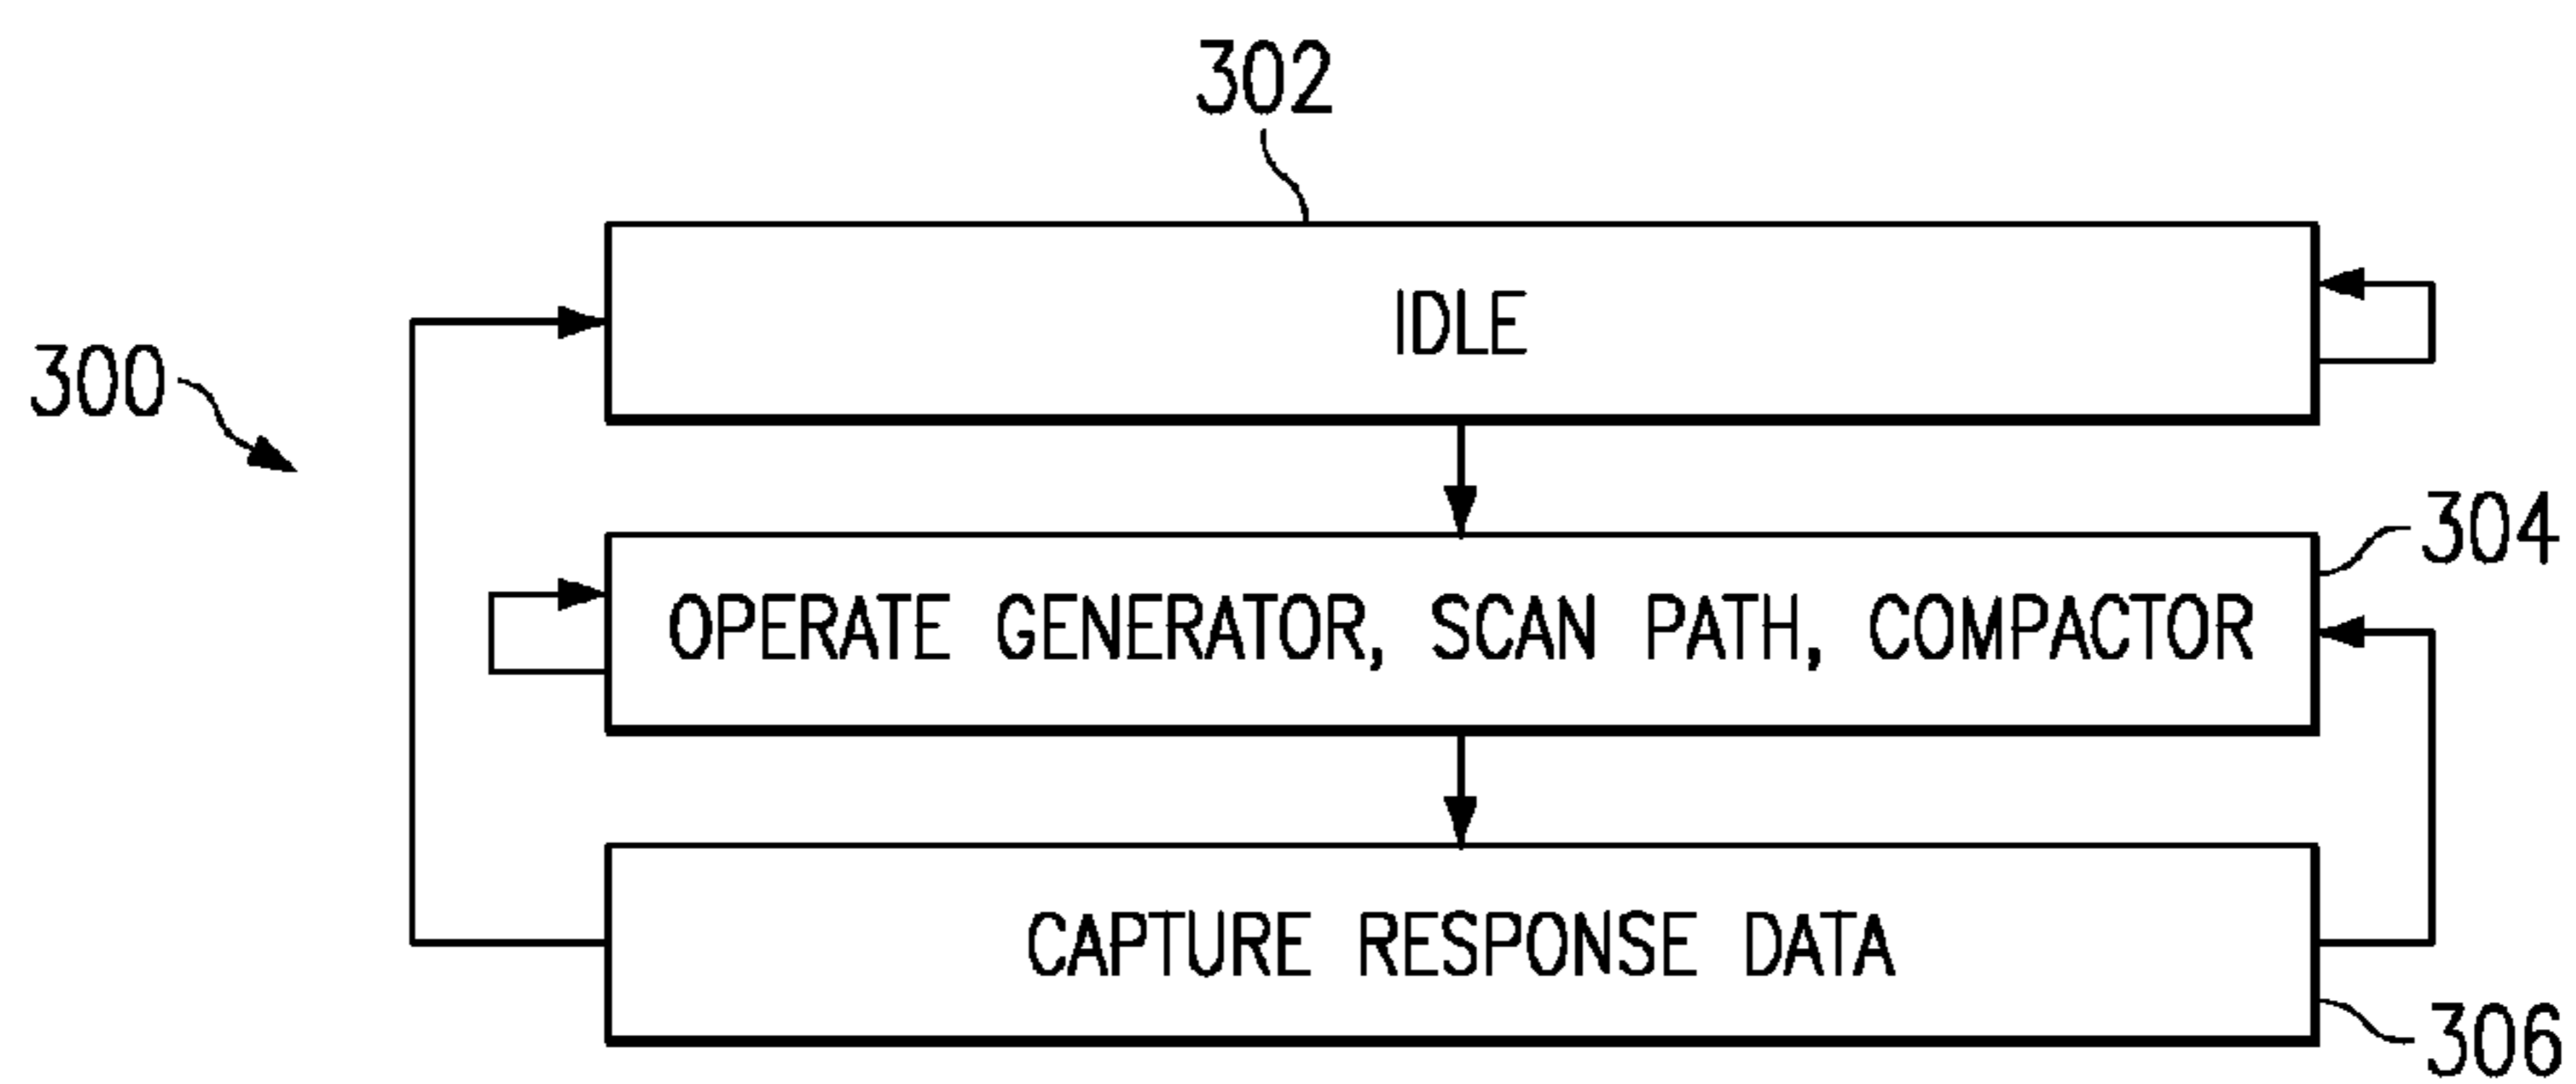 302
IDLE
300
304
OPERATE GENERATOR, SCAN PATH, COMPACTOR
CAPTURE RESPONSE DATA
306